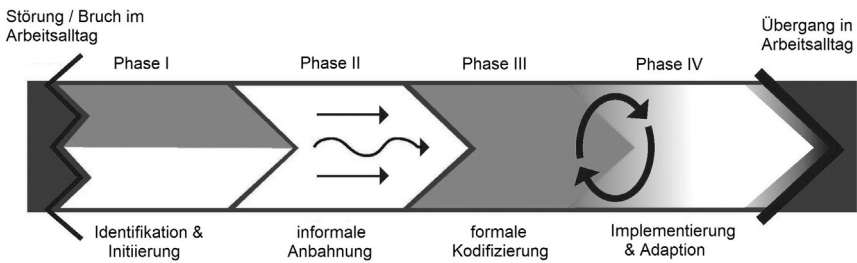 Störung / Bruch im
Arbeitsalltag
Übergang in
Arbeitsalltag
Phase I
Phase II
Phase III
Phase IV
Identifikation &
Initiierung
informale
Anbahnung
formale
Kodifizierung
Implementierung
& Adaption